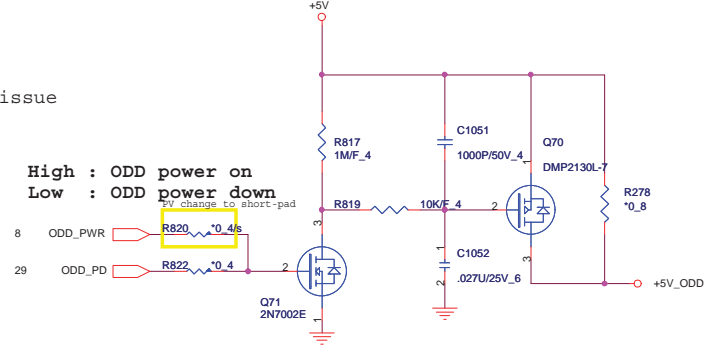 +5V
issue
R817
1M/F_4
C1051
1000P/50V_4
Q70
DMP2130L-7
1
High : ODD power on
Low : ODD power down
PV change to short-pad
R278
*0_8
R819
10K/F_4
2
3
8
ODD_PWR
R820
*0_4/s
29
ODD_PD
R822
*0_4
2
1
C1052
.027U/25V_6
2
3
+5V_ODD
Q71
2N7002E
1